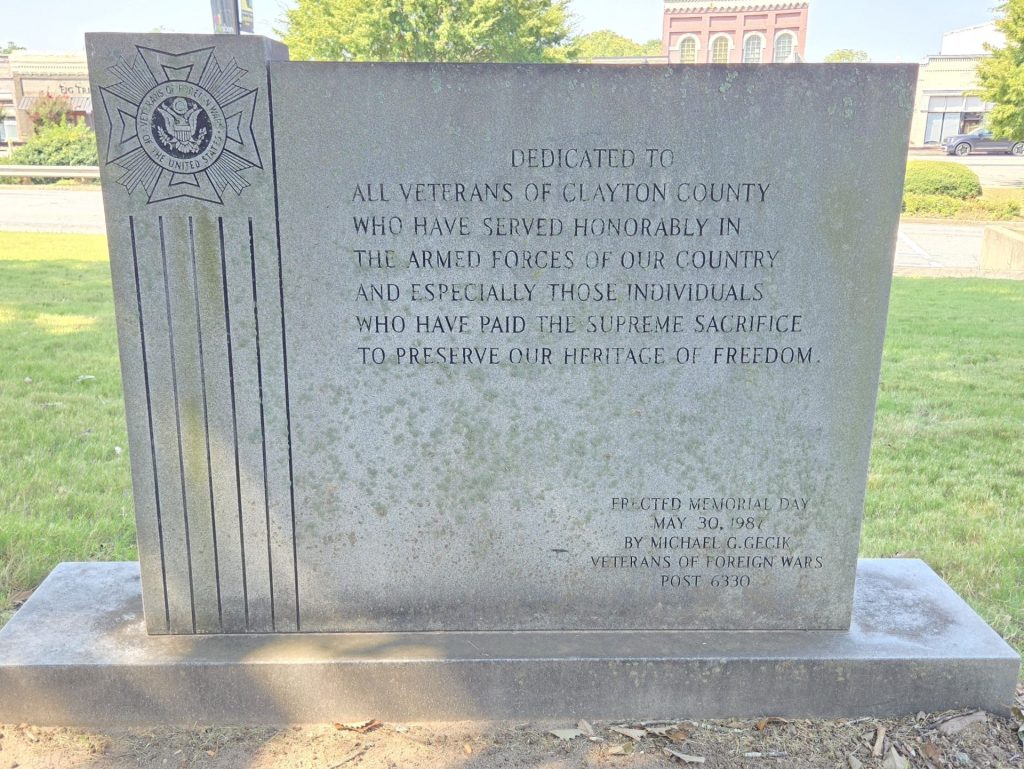 VETERANS OF FOREIGN WARS
OF THE UNITED STATES
DEDICATED TO
ALL VETERANS OF CLAYTON COUNTY
WHO HAVE SERVED HONORABLY IN
THE ARMED FORCES OF OUR COUNTRY
AND ESPECIALLY THOSE INDIVIDUALS
WHO HAVE PAID THE SUPREME SACRIFICE
TO PRESERVE OUR HERITAGE OF FREEDOM.
ERECTED MEMORIAL DAY
MAY 30, 1987
BY MICHAEL G. GECIK
VETERANS OF FOREIGN WARS
POST 6330